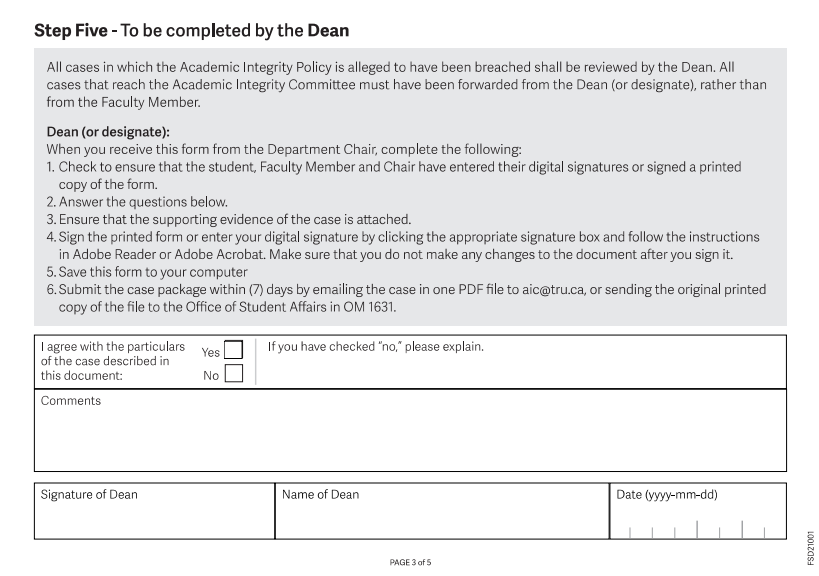 Step Five - To be completed by the Dean
All cases in which the Academic Integrity Policy is alleged to have been breached shall be reviewed by the Dean. All
cases that reach the Academic Integrity Committee must have been forwarded from the Dean (or designate), rather than
from the Faculty Member.
Dean (or designate):
When you receive this form from the Department Chair, complete the following:
1. Check to ensure that the student, Faculty Member and Chair have entered their digital signatures or signed a printed
copy of the form.
2. Answer the questions below.
3. Ensure that the supporting evidence of the case is attached.
4. Sign the printed form or enter your digital signature by clicking the appropriate signature box and follow the instructions
in Adobe Reader or Adobe Acrobat. Make sure that you do not make any changes to the document after you sign it.
5. Save this form to your computer
6. Submit the case package within (7) days by emailing the case in one PDF file to aic@tru.ca, or sending the original printed
copy of the file to the Office of Student Affairs in OM 1631.
I agree with the particulars
of the case described in
this document:
Yes
No
If you have checked "no," please explain.
Comments
Signature of Dean
Name of Dean
Date (yyyy-mm-dd)
PAGE 3 of 5
FSD21001